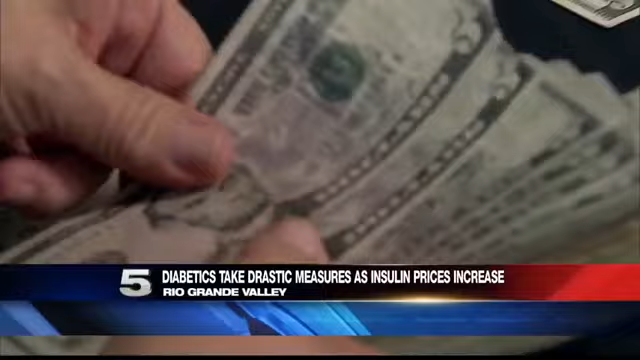 5
DIABETICS TAKE DRASTIC MEASURES AS INSULIN PRICES INCREASE
RIO GRANDE VALLEY